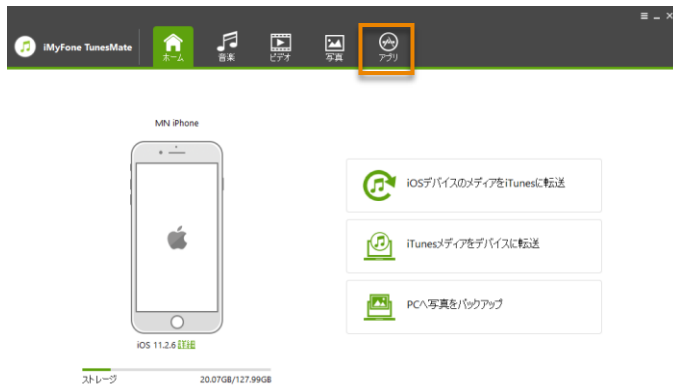 iMyFone TunesMate
ホーム
音楽
ビデオ
写真
アプリ
MN iPhone
iOSデバイスのメディアをiTunesに転送
iTunesメディアをデバイスに転送
PCへ写真をバックアップ
iOS 11.2.6 詳細
ストレージ 20.07GB/127.99GB